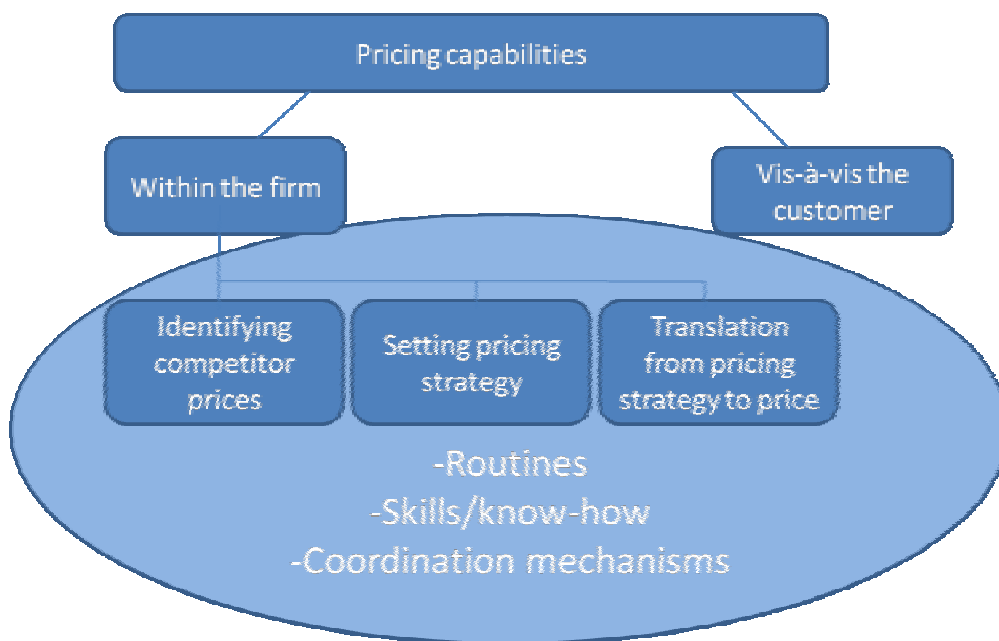 Pricing capabilities
Within the firm
Vis-à-vis the
customer
Identifying
competitor
prices
Setting pricing
strategy
Translation
from pricing
strategy to price
-Routines
-Skills/know-how
-Coordination mechanisms